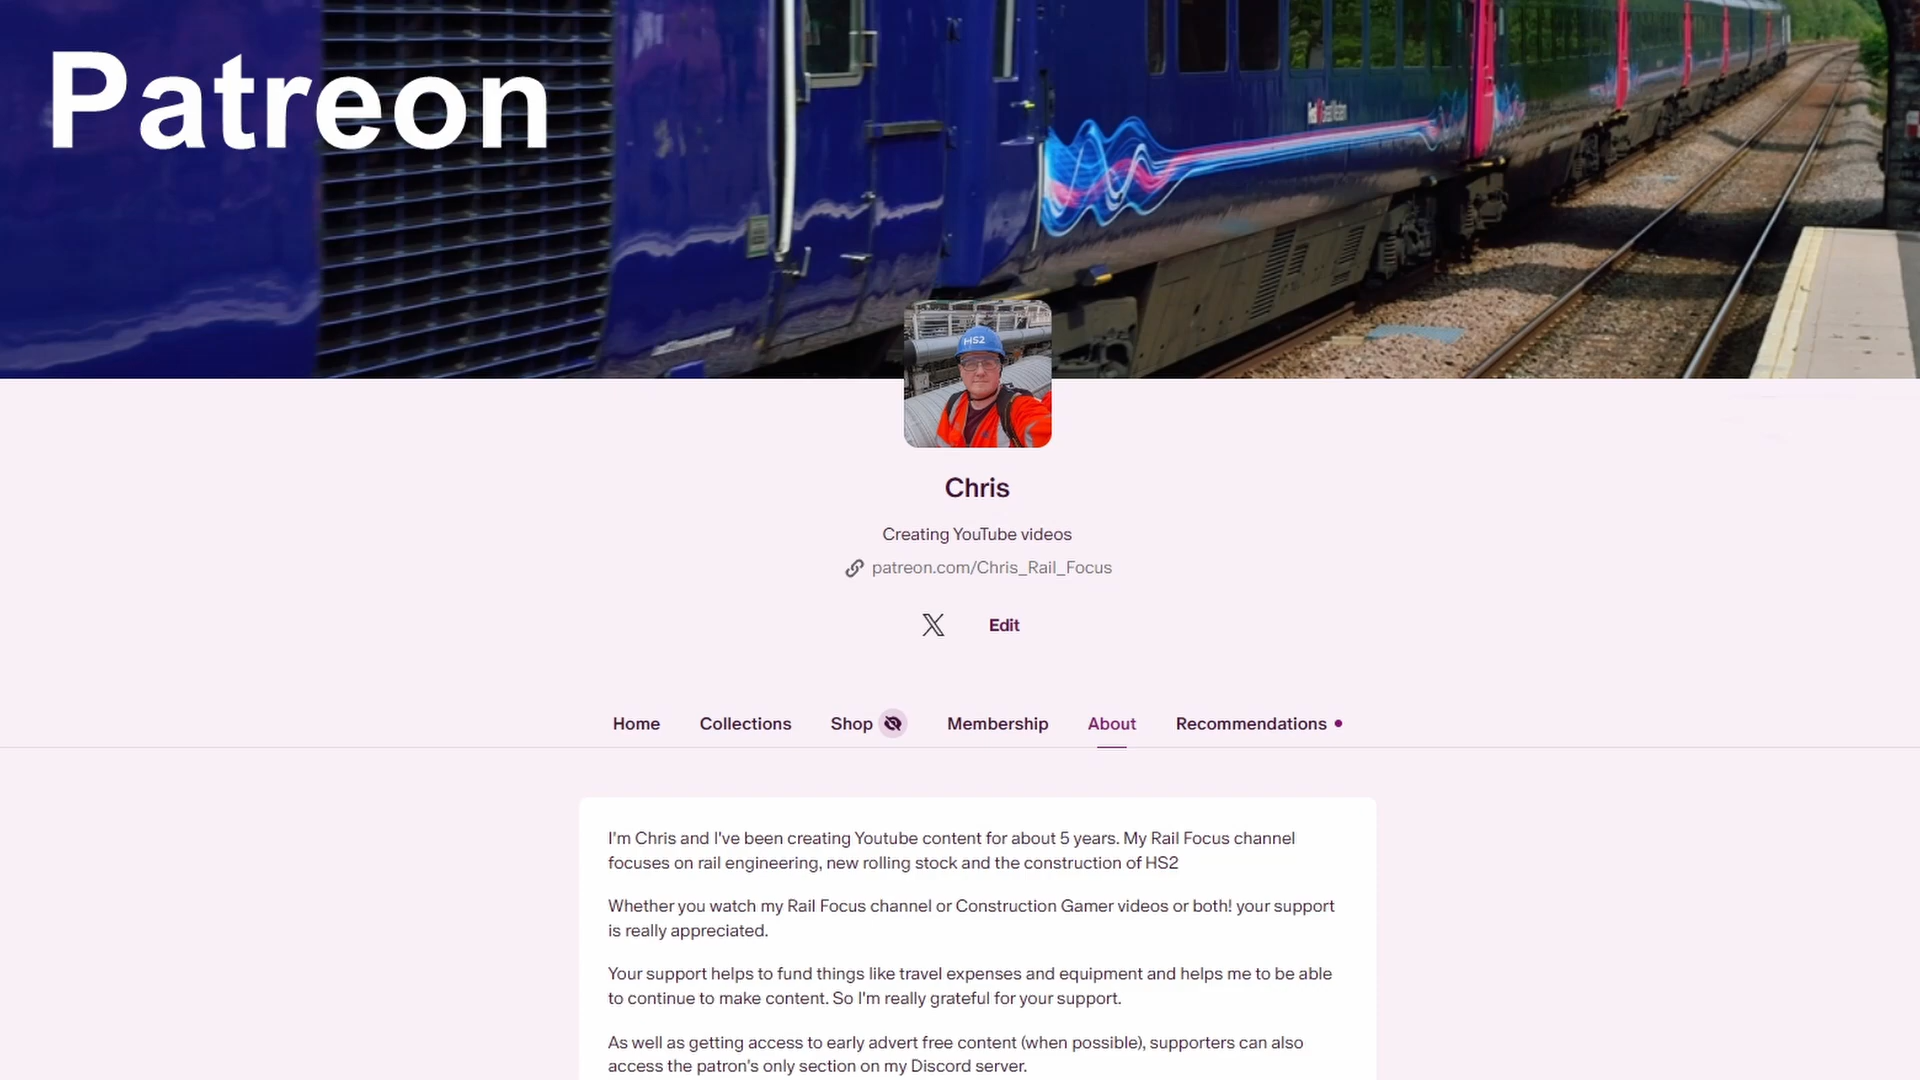 Patreon
HS2
Chris
Creating YouTube videos
patreon.com/Chris_Rail_Focus
Edit
Home
Collections
Shop
Membership
About
Recommendations
I'm Chris and I've been creating Youtube content for about 5 years. My Rail Focus channel
focuses on rail engineering, new rolling stock and the construction of HS2
Whether you watch my Rail Focus channel or Construction Gamer videos or both! your support
is really appreciated.
Your support helps to fund things like travel expenses and equipment and helps me to be able
to continue to make content. So I'm really grateful for your support.
As well as getting access to early advert free content (when possible), supporters can also
access the patron's only section on my Discord server.